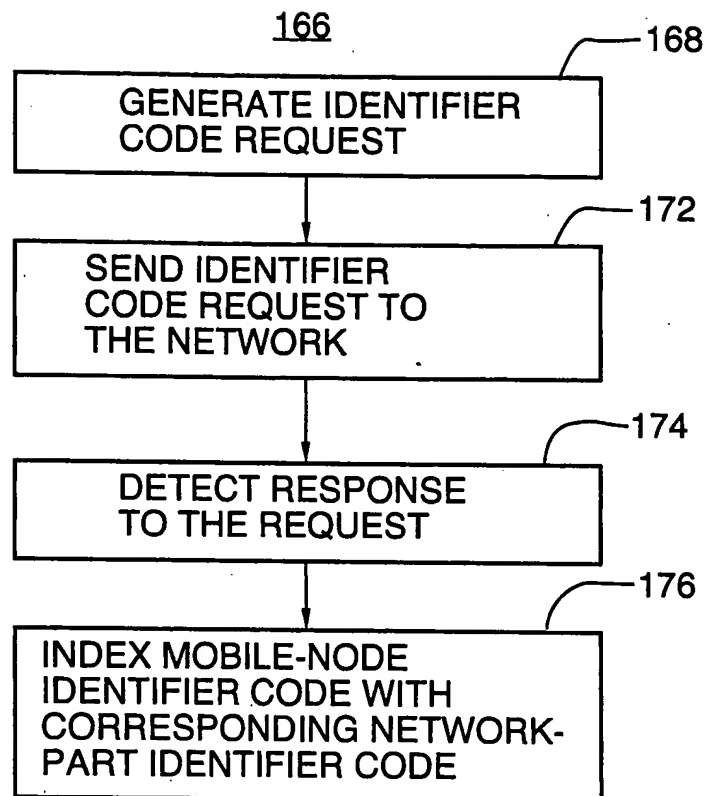 166
168
GENERATE IDENTIFIER
CODE REQUEST
172
SEND IDENTIFIER
CODE REQUEST TO
THE NETWORK
174
DETECT RESPONSE
TO THE REQUEST
176
INDEX MOBILE-NODE
IDENTIFIER CODE WITH
CORRESPONDING NETWORK-
PART IDENTIFIER CODE